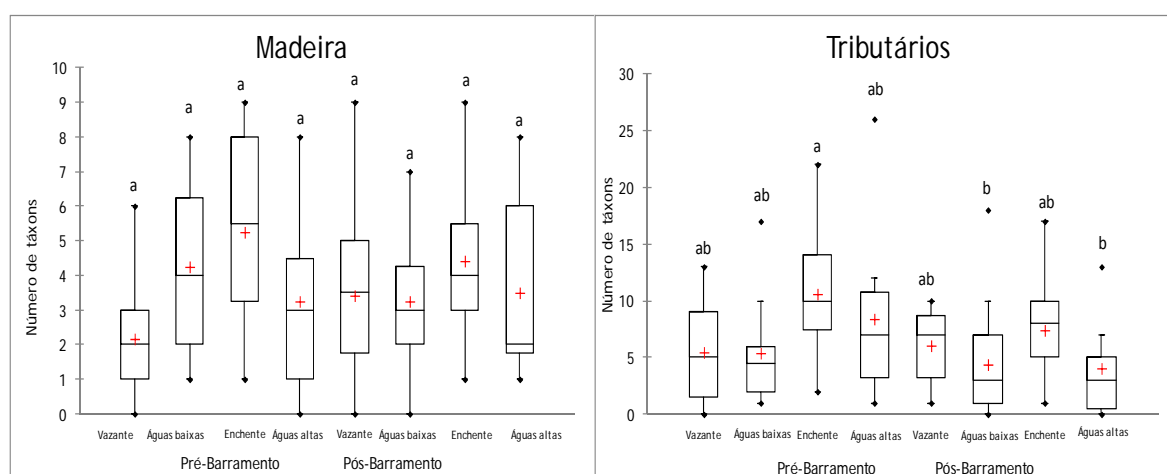 Madeira
Número de táxons
10
9
8
7
6
5
4
3
2
1
0
a a a a a a a a
Vazante Águas baixas Enchente Águas altas Vazante Águas baixas Enchente Águas altas
Pré-Barramento Pós-Barramento
Tributários
Número de táxons
30
25
20
15
10
5
0
ab ab a ab ab b ab b
Vazante Águas baixas Enchente Águas altas Vazante Águas baixas Enchente Águas altas
Pré-Barramento Pós-Barramento